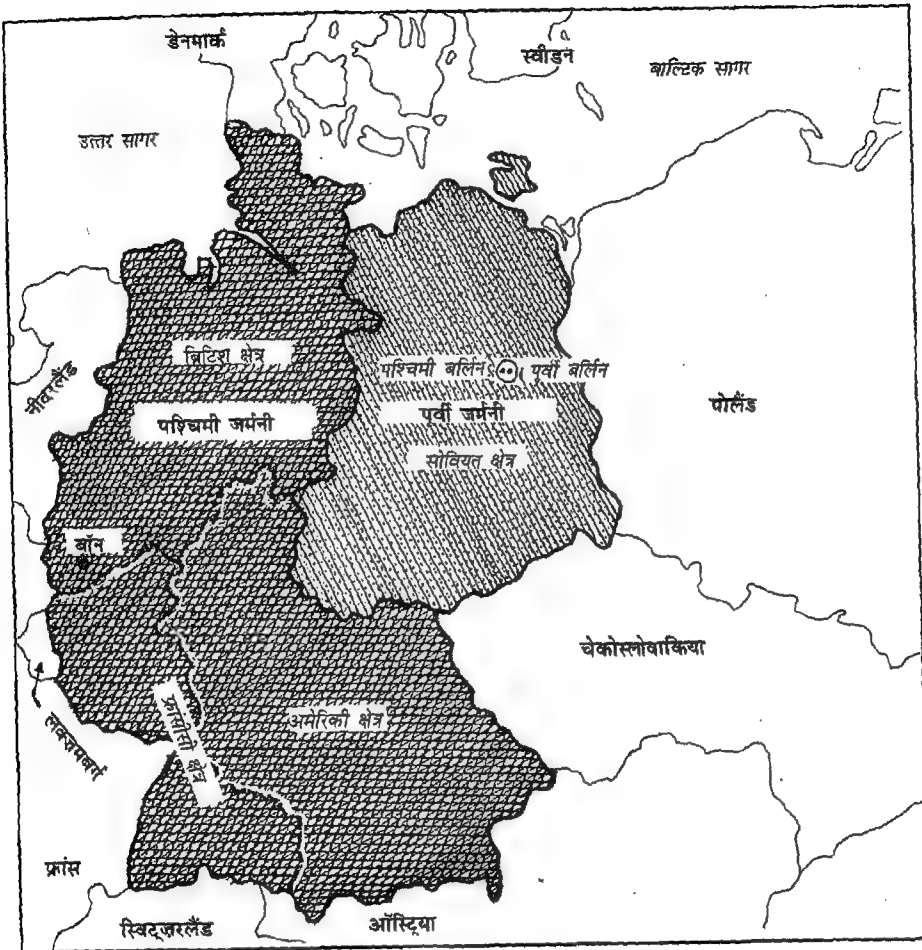 डेनमार्क
स्वीडन
बाल्टिक सागर
उत्तर सागर
ब्रिटिश क्षेत्र
पश्चिमी बर्लिन
पूर्वी बर्लिन
नीदरलैंड
पश्चिमी जर्मनी
पूर्वी जर्मनी
पोलैंड
सोवियत क्षेत्र
बॉन
चेकोस्लोवाकिया
लक्समबर्ग
फ्रांसीसी क्षेत्र
अमेरिकी क्षेत्र
फ्रांस
स्विट्ज़रलैंड
ऑस्ट्रिया